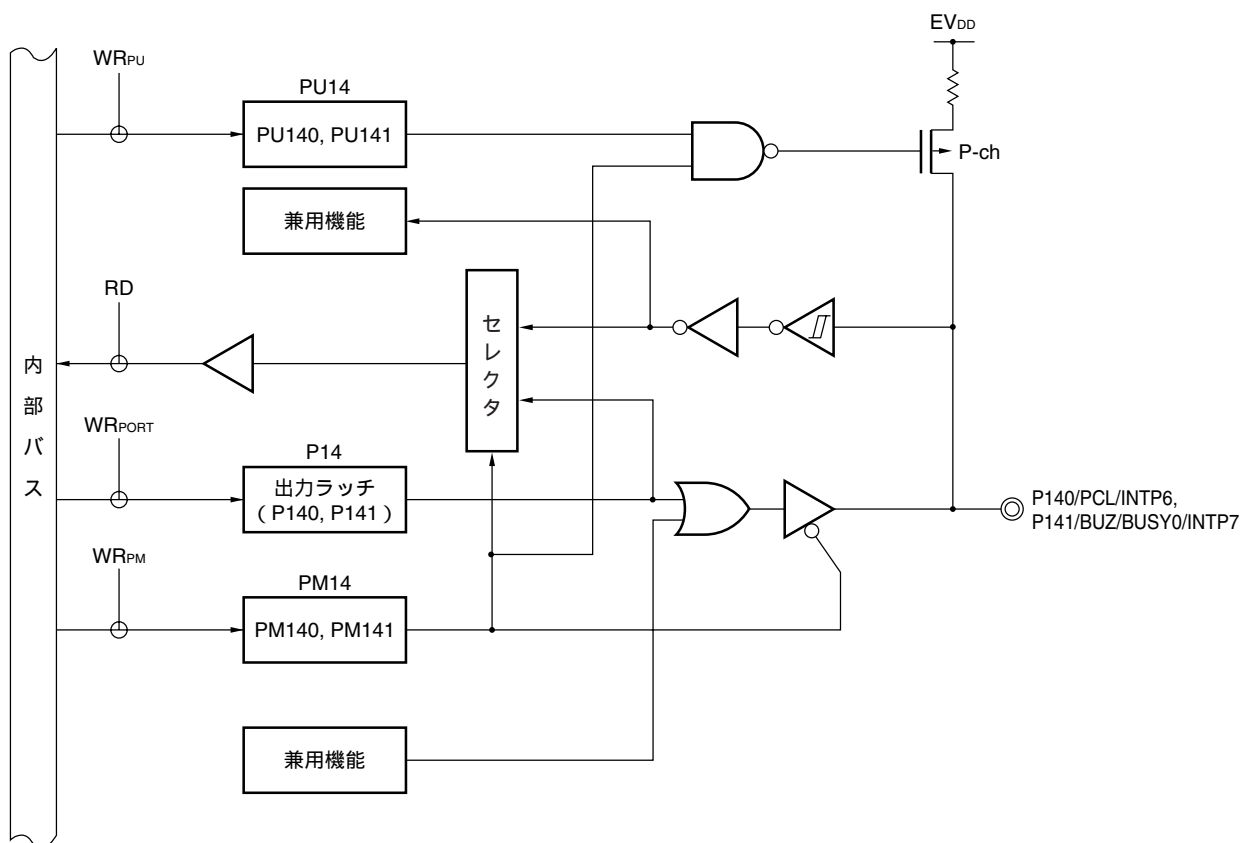 EVDD
WRPU
PU14
PU140, PU141
P-ch
兼用機能
RD
セレクタ
内部バス
WRPORT
P14
出力ラッチ
( P140, P141 )
P140/PCL/INTP6,
P141/BUZ/BUSY0/INTP7
WRPM
PM14
PM140, PM141
兼用機能